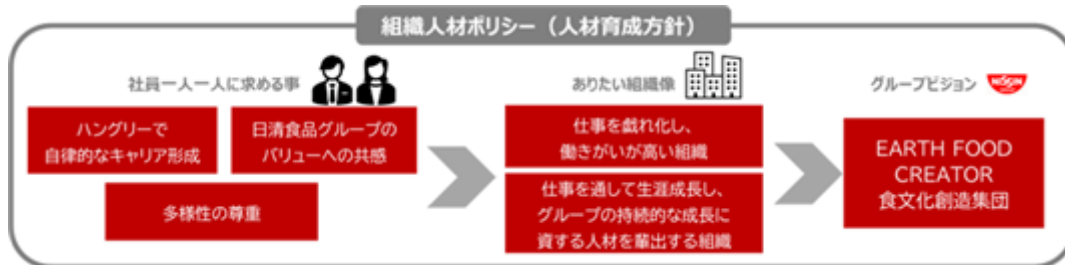 組織人材ポリシー（人材育成方針）
社員一人一人に求める事
ハングリーで
自律的なキャリア形成
日清食品グループの
バリューへの共感
多様性の尊重
ありたい組織像
仕事を戯れ化し、
働きがいが高い組織
仕事を通して生涯成長し、
グループの持続的な成長に
資する人材を輩出する組織
グループビジョン
NISSIN
EARTH FOOD
CREATOR
食文化創造集団